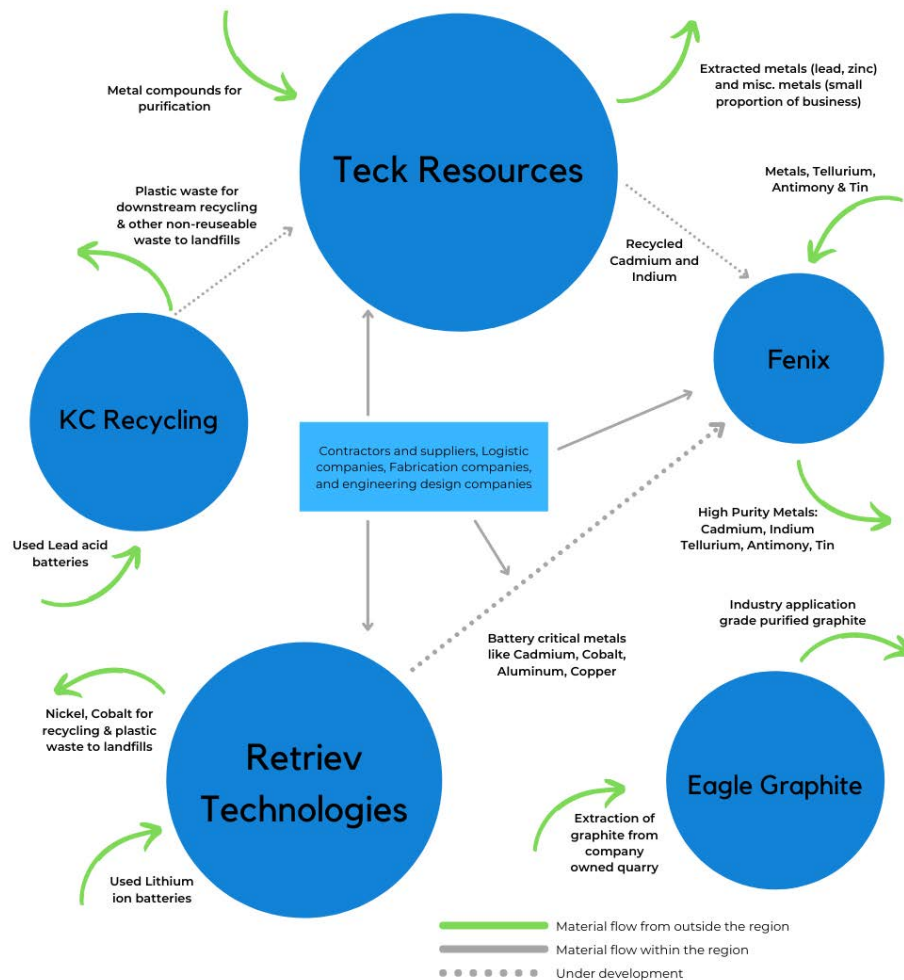 Metal compounds for
purification
Extracted metals (lead, zinc)
and misc. metals (small
proportion of business)
Teck Resources
Metals, Tellurium,
Antimony & Tin
Plastic waste for
downstream recycling
& other non-reuseable
waste to landfills
Recycled
Cadmium and
Indium
Fenix
KC Recycling
Contractors and suppliers, Logistic
companies, Fabrication companies,
and engineering design companies
High Purity Metals:
Cadmium, Indium
Tellurium, Antimony, Tin
Used Lead acid
batteries
Industry application
grade purified graphite
Battery critical metals
like Cadmium, Cobalt,
Aluminum, Copper
Nickel, Cobalt for
recycling & plastic
waste to landfills
Retriev
Technologies
Eagle Graphite
Extraction of
graphite from
company
owned quarry
Used Lithium
ion batteries
Material flow from outside the region
Material flow within the region
Under development